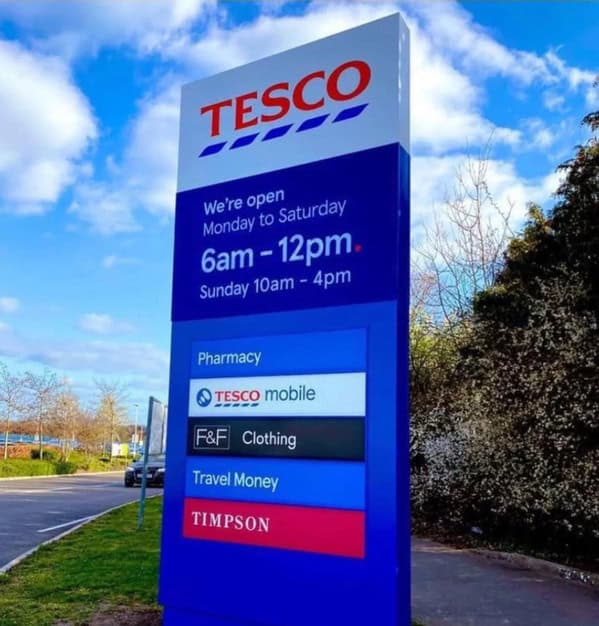 TESCO
We're open
Monday to Saturday
6am – 12pm.
Sunday 10am – 4pm
Pharmacy
TESCO mobile
F&F Clothing
Travel Money
TIMPSON